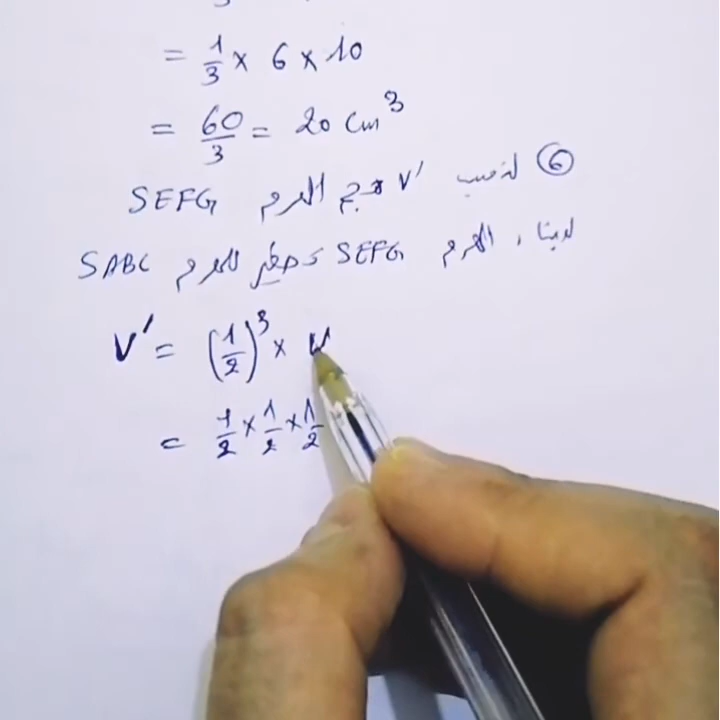 = 1/3 × 6 × 10
= 60/3 = 20 cm³
⑥ لنحسب V' حجم الهرم SEFG
لدينا، الهرم SEFG تصغير للهرم SABC
V' = (1/2)³ × V
= 1/2 × 1/2 × 1/2